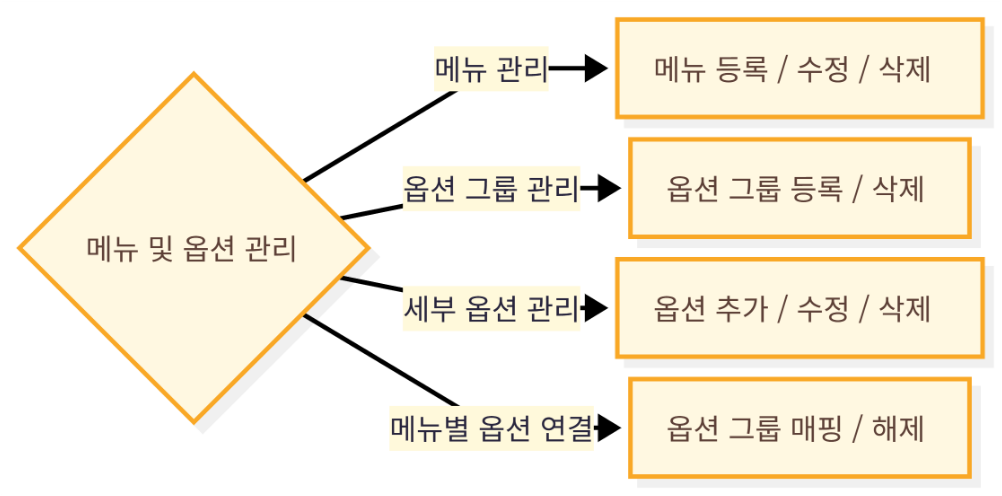 메뉴 관리
메뉴 등록 / 수정 / 삭제
옵션 그룹 관리
옵션 그룹 등록 / 삭제
메뉴 및 옵션 관리
세부 옵션 관리
옵션 추가 / 수정 / 삭제
메뉴별 옵션 연결
옵션 그룹 매핑 / 해제